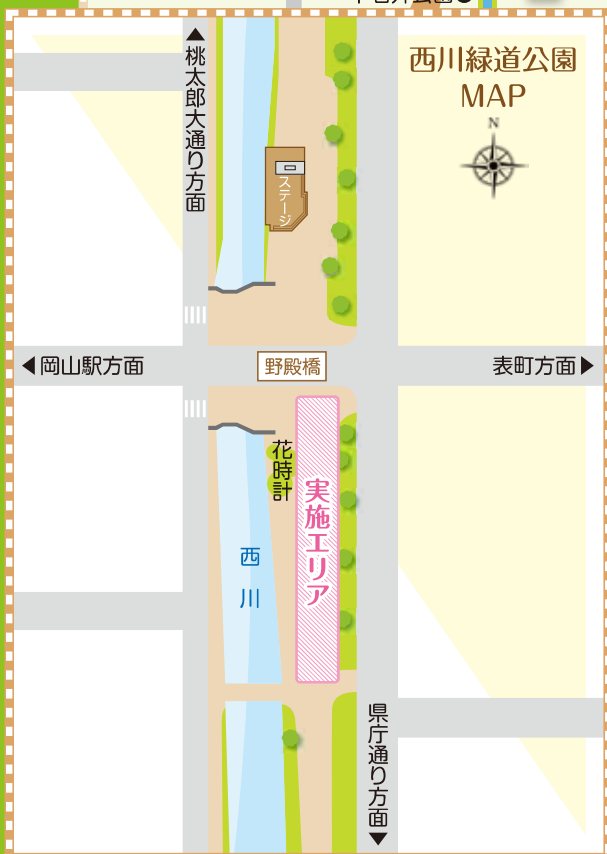 西川緑道公園
MAP
N
▲桃太郎大通り方面
ステージ
◀岡山駅方面
野殿橋
表町方面▶
花時計
実施エリア
西川
県庁通り方面▼